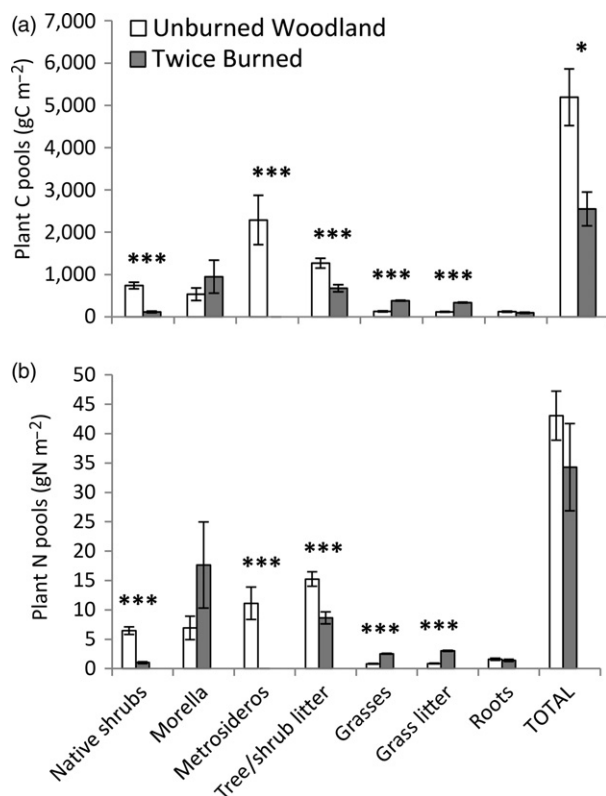 (a)
7,000
6,000
5,000
4,000
3,000
2,000
1,000
0
Plant C pools (gC m⁻²)
Unburned Woodland
Twice Burned
***
***
***
***
***
*
(b)
50
45
40
35
30
25
20
15
10
5
0
Plant N pools (gN m⁻²)
***
***
***
***
***
Native shrubs
Morella
Metrosideros
Tree/shrub litter
Grasses
Grass litter
Roots
TOTAL